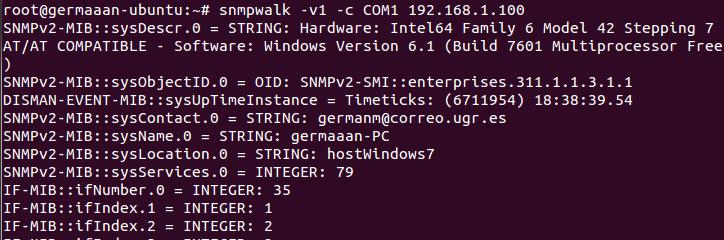 root@germaaan-ubuntu:~# snmpwalk -v1 -c COM1 192.168.1.100
SNMPv2-MIB::sysDescr.0 = STRING: Hardware: Intel64 Family 6 Model 42 Stepping 7
AT/AT COMPATIBLE - Software: Windows Version 6.1 (Build 7601 Multiprocessor Free
)
SNMPv2-MIB::sysObjectID.0 = OID: SNMPv2-SMI::enterprises.311.1.1.3.1.1
DISMAN-EVENT-MIB::sysUpTimeInstance = Timeticks: (6711954) 18:38:39.54
SNMPv2-MIB::sysContact.0 = STRING: germanm@correo.ugr.es
SNMPv2-MIB::sysName.0 = STRING: germaaan-PC
SNMPv2-MIB::sysLocation.0 = STRING: hostWindows7
SNMPv2-MIB::sysServices.0 = INTEGER: 79
IF-MIB::ifNumber.0 = INTEGER: 35
IF-MIB::ifIndex.1 = INTEGER: 1
IF-MIB::ifIndex.2 = INTEGER: 2